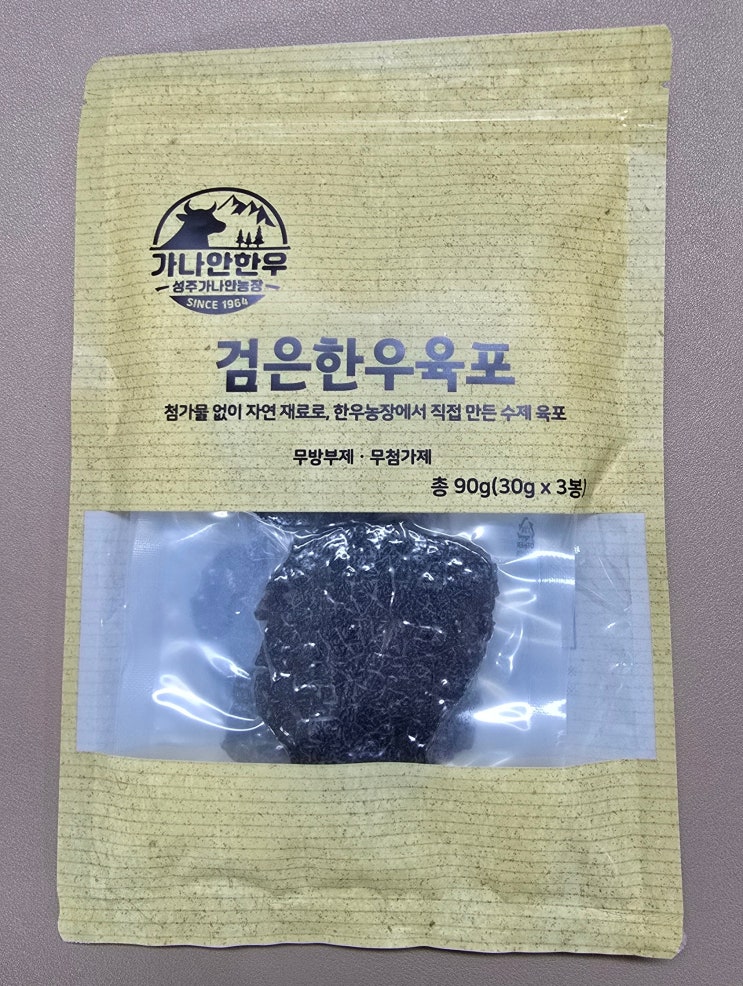 가나안한우
성주가나안농장
SINCE 1964
검은한우육포
첨가물 없이 자연 재료로, 한우농장에서 직접 만든 수제 육포
무방부제 · 무첨가제
총 90g(30g x 3봉)